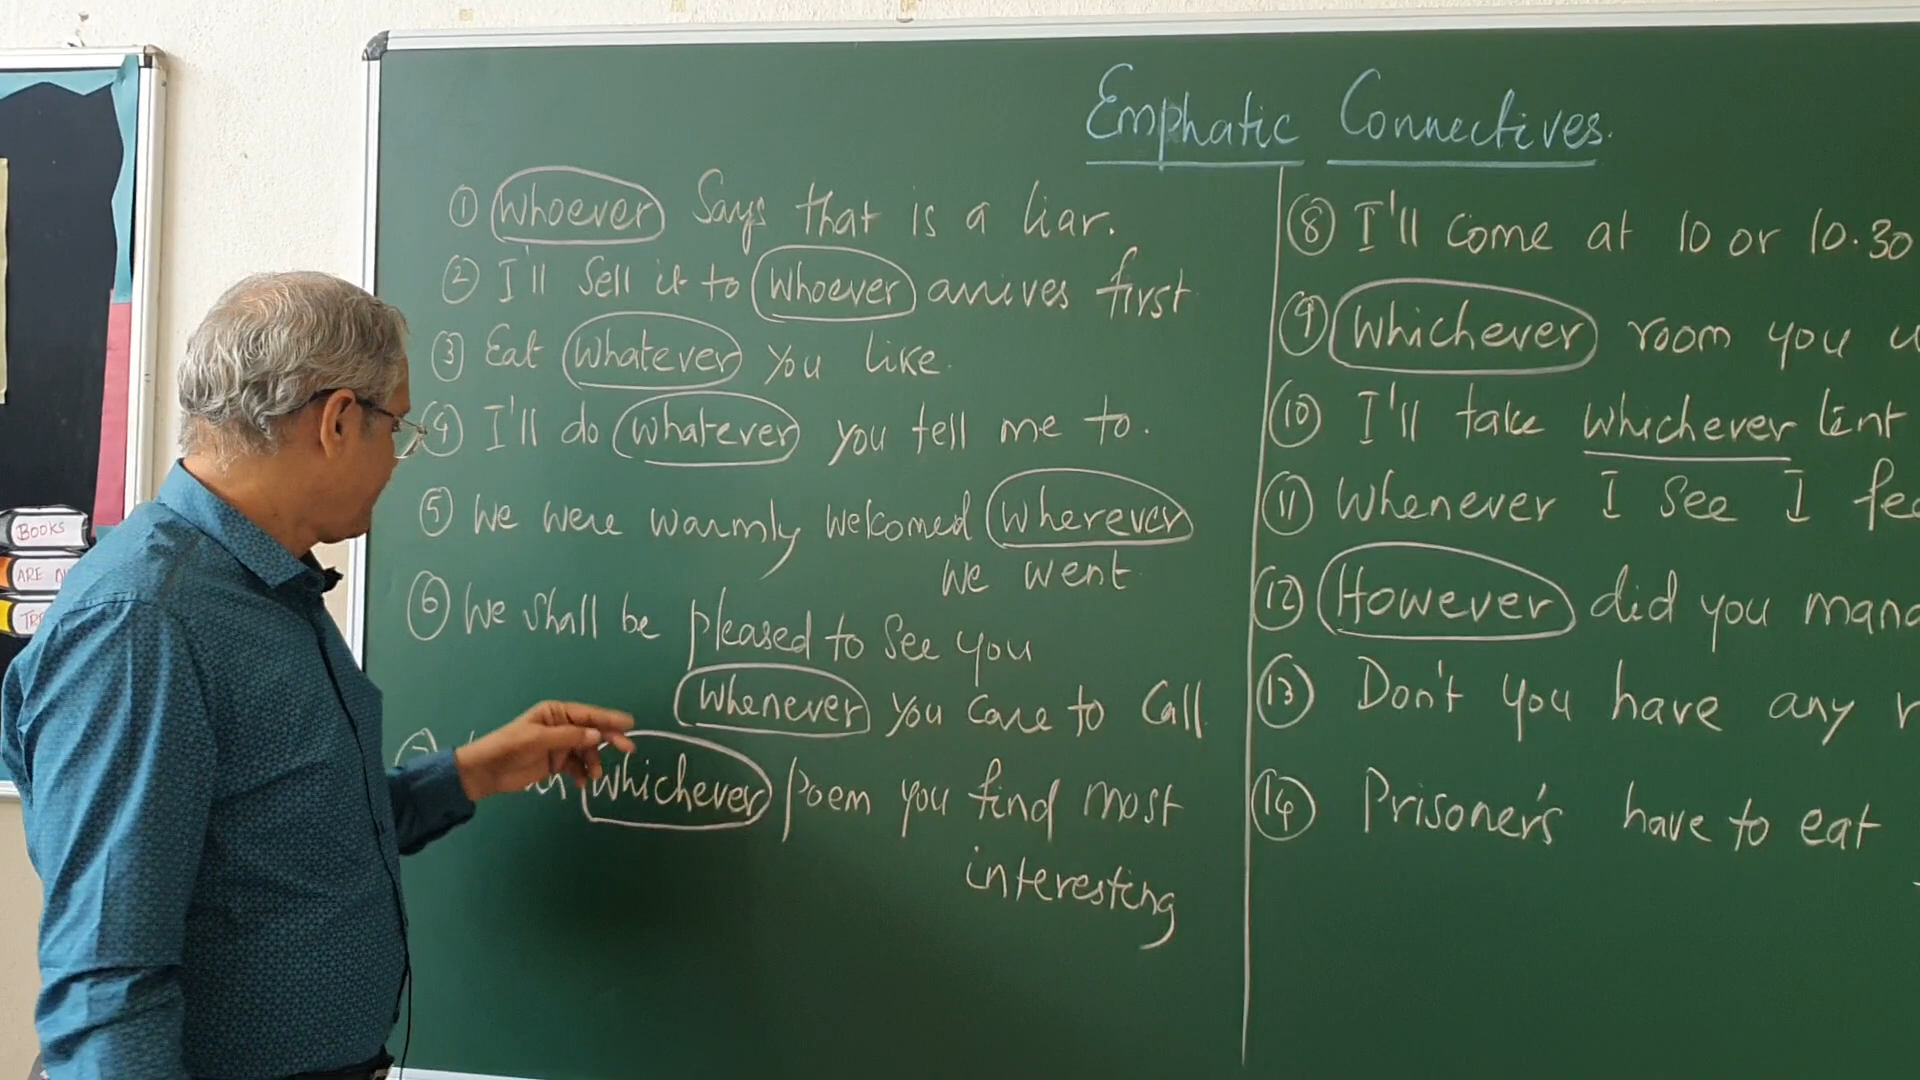 Emphatic Connectives.
① Whoever Says that is a liar.
② I'll Sell it to Whoever arrives first
③ Eat Whatever You Like.
④ I'll do Whatever you tell me to.
⑤ We were warmly welcomed Wherever
we went
⑥ We shall be pleased to See you
Whenever you care to Call.
Whichever poem you find most
interesting
⑧ I'll come at 10 or 10.30
⑨ Whichever room you
⑩ I'll take whichever tent
⑪ Whenever I see I
⑫ However did you
⑬ Don't you have any
⑭ Prisoner's have to eat
BOOKS
ARE